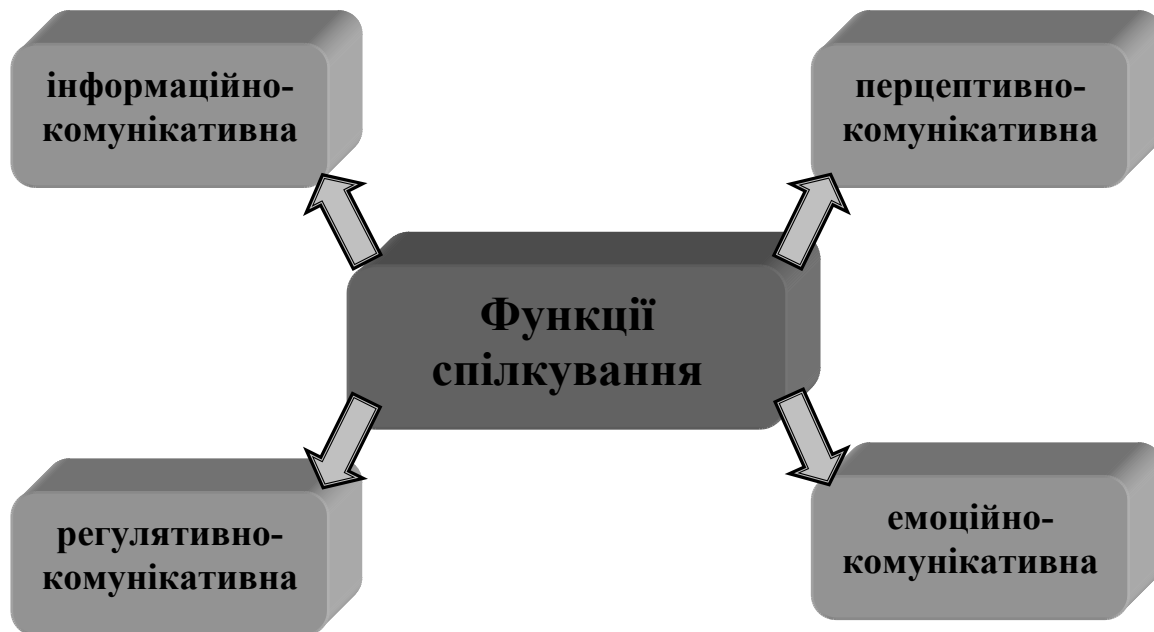 інформаційно-
комунікативна
перцептивно-
комунікативна
Функції
спілкування
регулятивно-
комунікативна
емоційно-
комунікативна